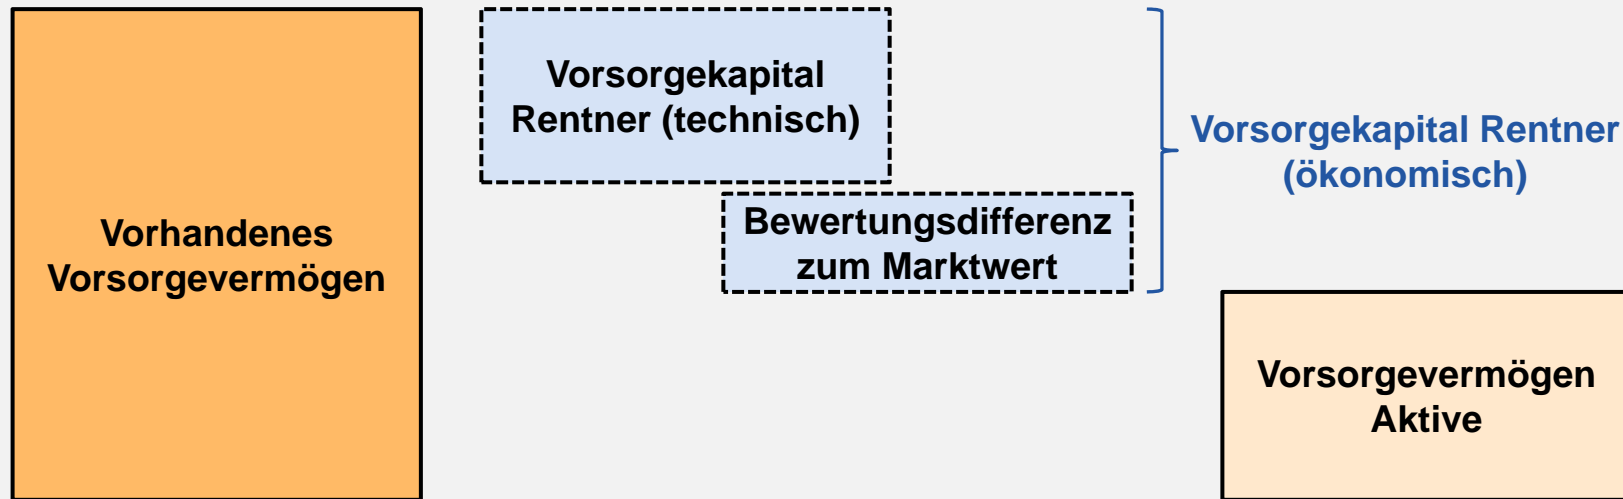 Vorhandenes
Vorsorgevermögen
Vorsorgekapital
Rentner (technisch)
Bewertungsdifferenz
zum Marktwert
Vorsorgekapital Rentner
(ökonomisch)
Vorsorgevermögen
Aktive